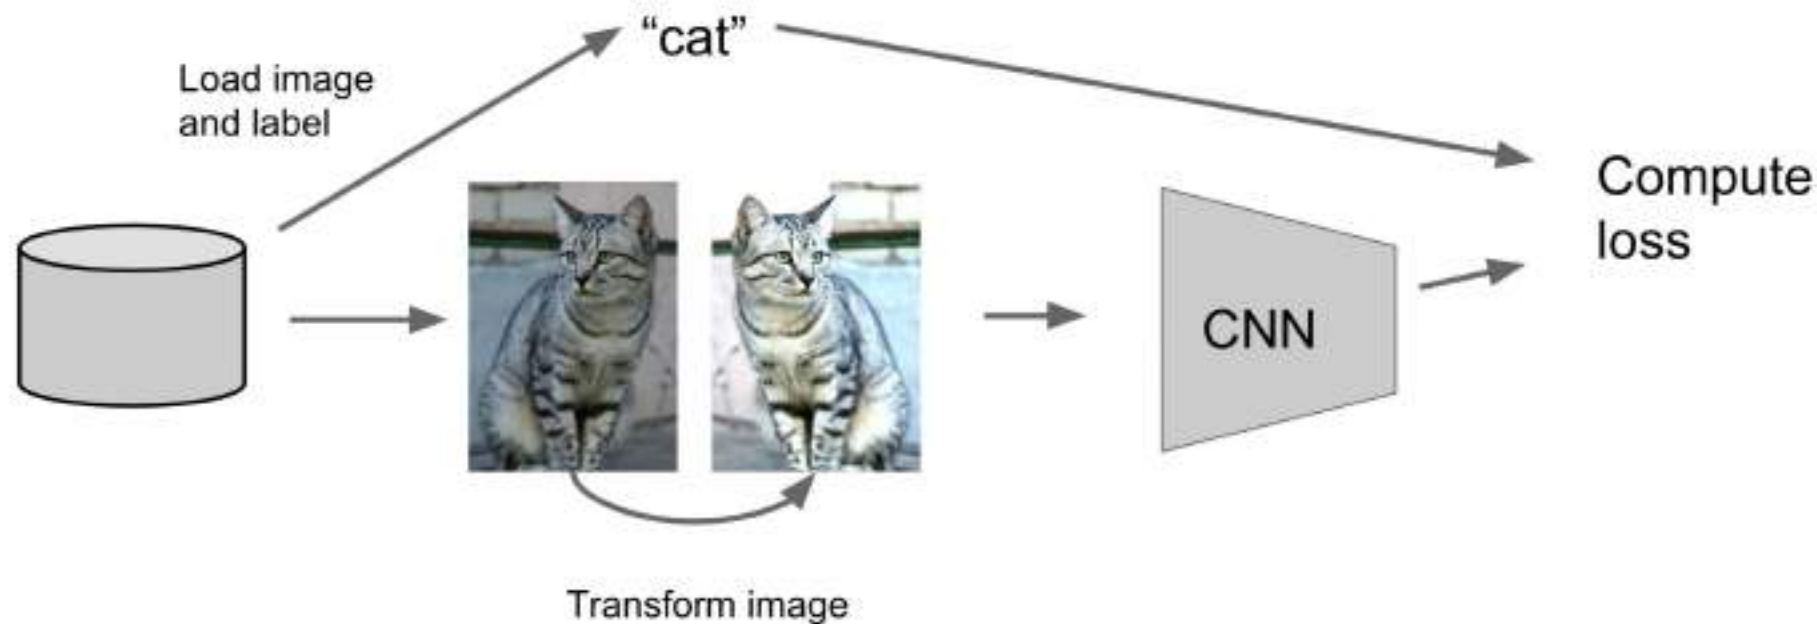 “cat”
Load image
and label
Compute
loss
CNN
Transform image